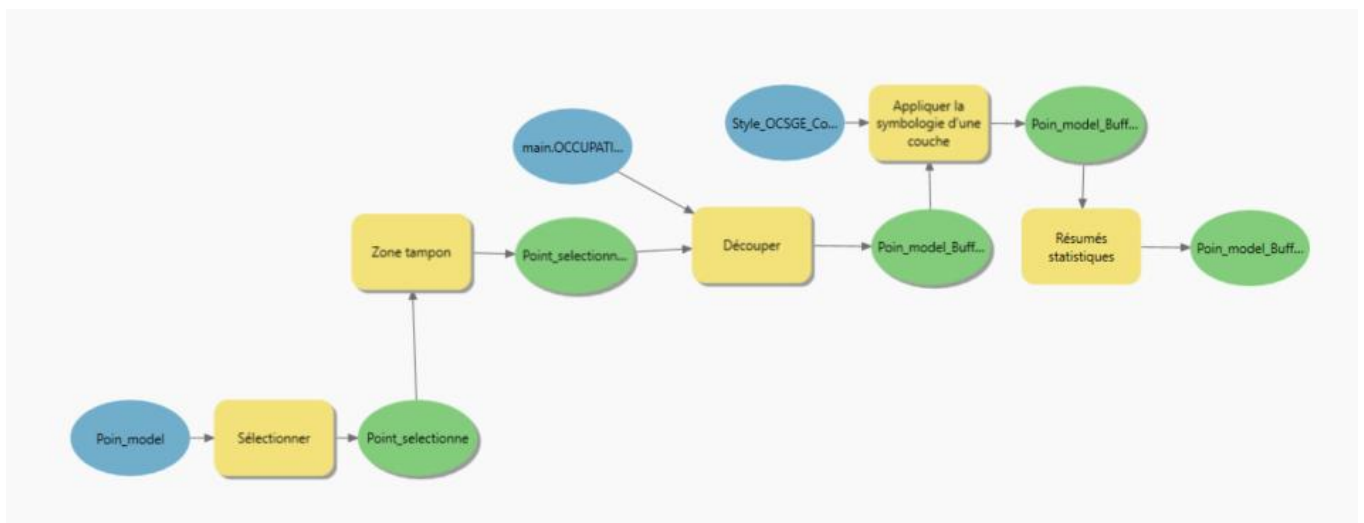 Style_OCSGE_Co...
Appliquer la
symbologie d'une
couche
Poin_model_Buff...
main.OCCUPATI...
Zone tampon
Point_selectionn...
Découper
Poin_model_Buff...
Résumés
statistiques
Poin_model_Buff...
Poin_model
Sélectionner
Point_selectionne